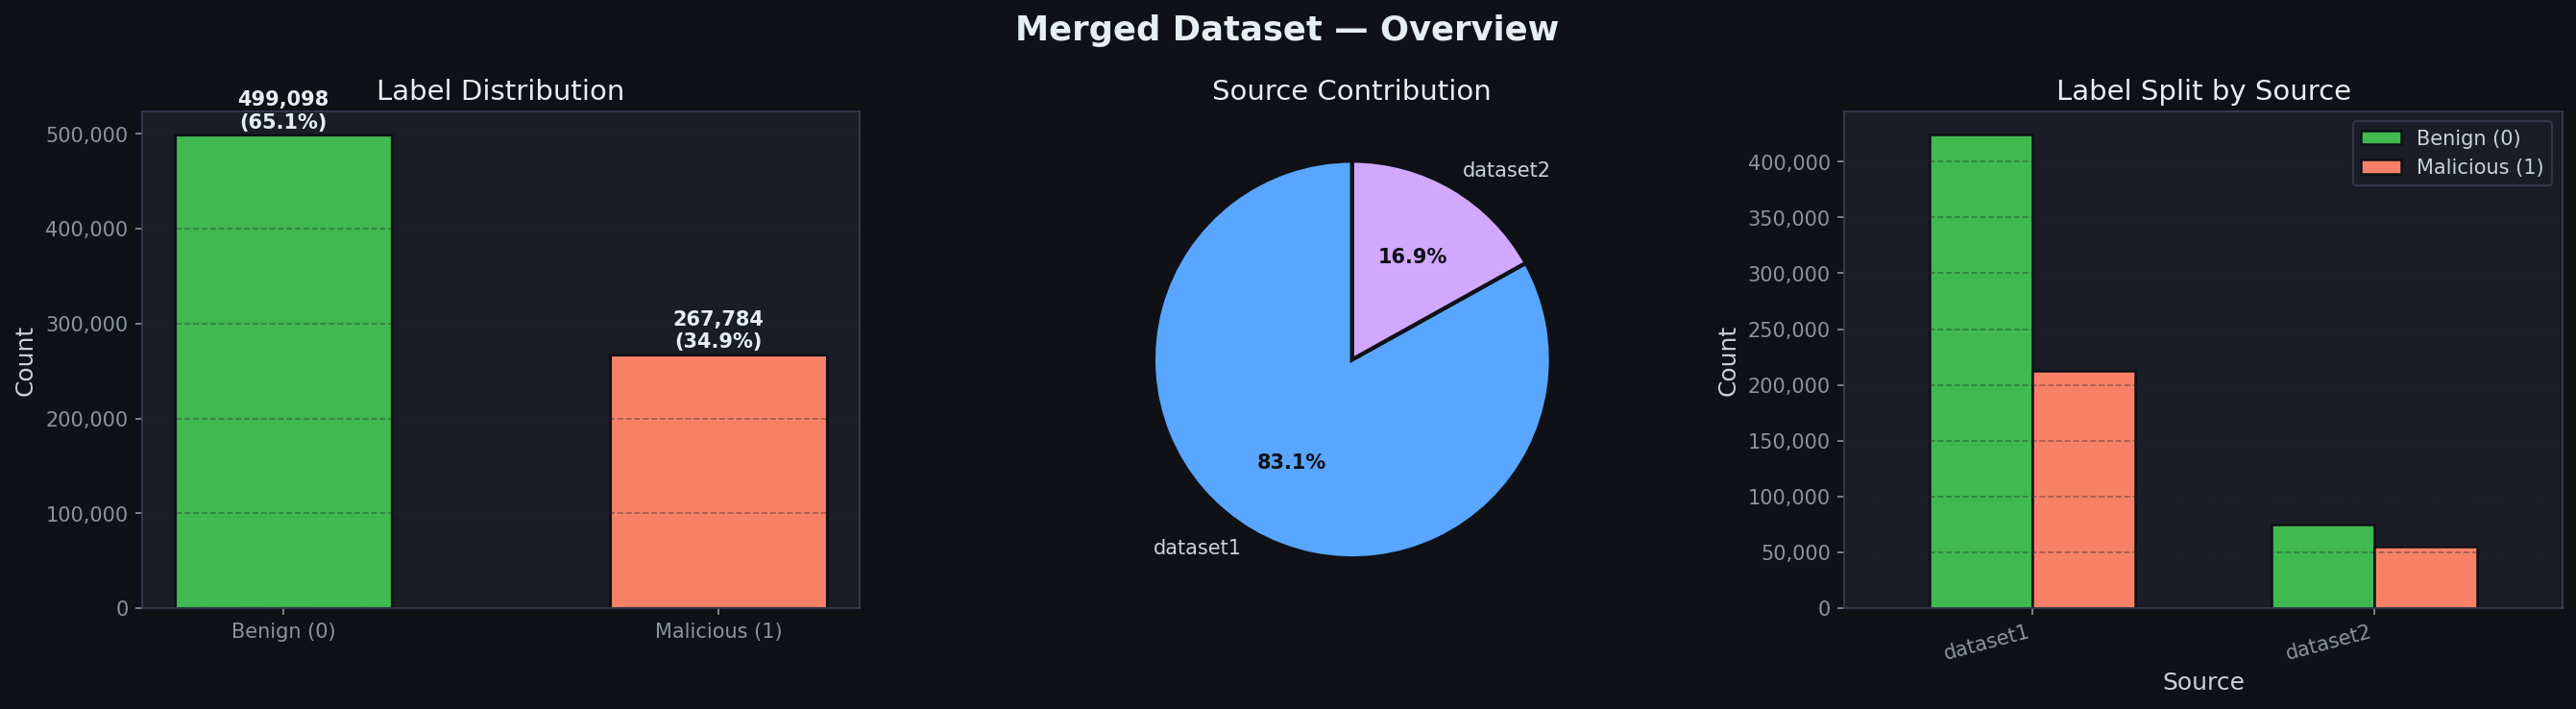 Merged Dataset — Overview
Label Distribution
499,098
(65.1%)
267,784
(34.9%)
Count
500,000
400,000
300,000
200,000
100,000
0
Benign (0)
Malicious (1)
Source Contribution
dataset2
16.9%
83.1%
dataset1
Label Split by Source
Benign (0)
Malicious (1)
Count
400,000
350,000
300,000
250,000
200,000
150,000
100,000
50,000
0
dataset1
dataset2
Source